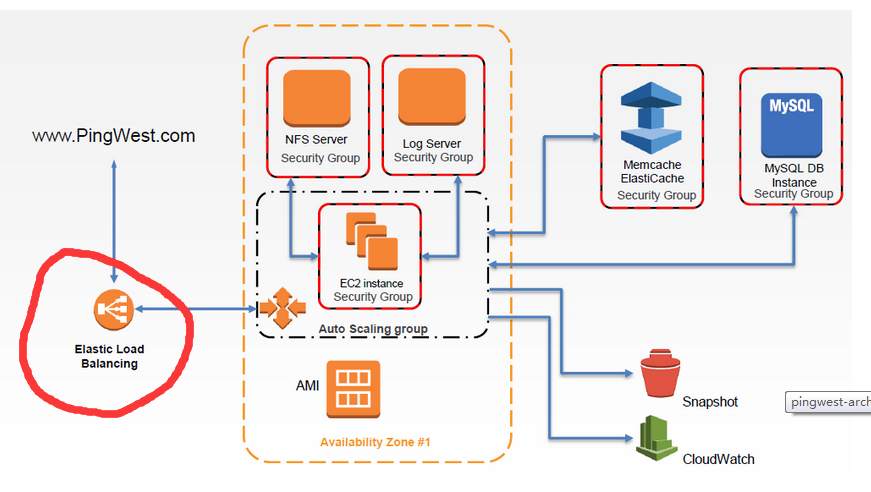 www.PingWest.com
Elastic Load
Balancing
NFS Server
Security Group
Log Server
Security Group
EC2 instance
Security Group
Auto Scaling group
AMI
Availability Zone #1
Memcache
ElastiCache
Security Group
MySQL
MySQL DB
Instance
Security Group
Snapshot
pingwest-arch
CloudWatch